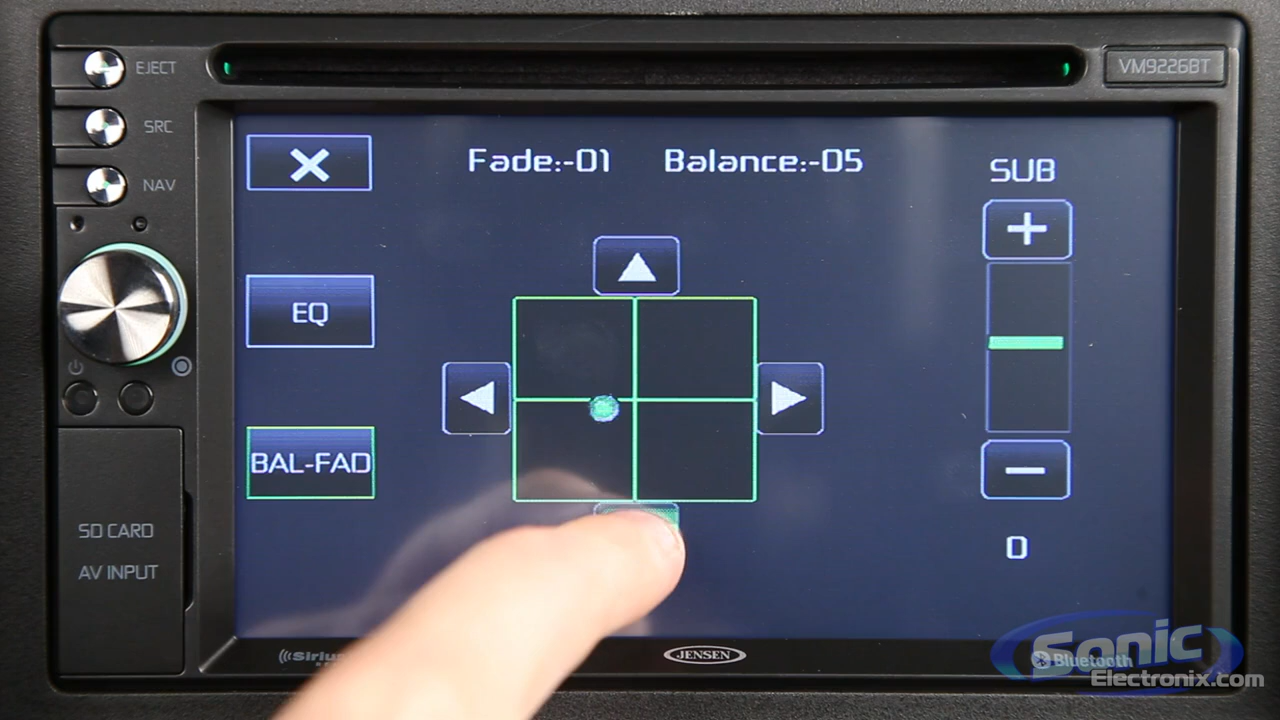 EJECT
VM9226BT
SRC
NAV
Fade:-01 Balance:-05
SUB
EQ
BAL-FAD
0
SD CARD
AV INPUT
JENSEN
Bluetooth
Sonic
Electronix.com